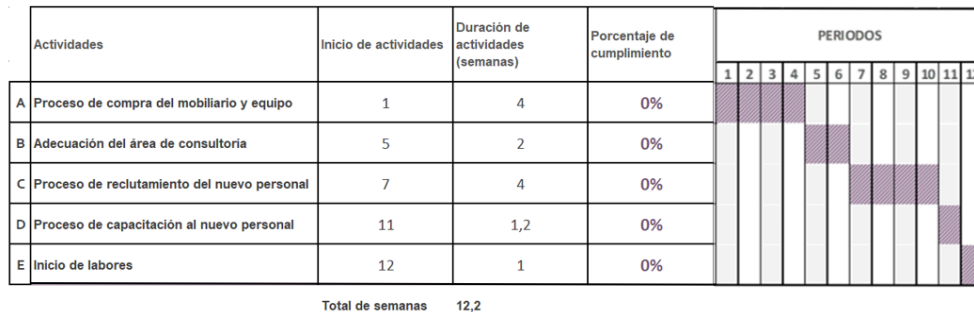 Actividades Inicio de actividades Duración de actividades (semanas) Porcentaje de cumplimiento PERIODOS
1 2 3 4 5 6 7 8 9 10 11 12
A Proceso de compra del mobiliario y equipo 1 4 0%
B Adecuación del área de consultoría 5 2 0%
C Proceso de reclutamiento del nuevo personal 7 4 0%
D Proceso de capacitación al nuevo personal 11 1,2 0%
E Inicio de labores 12 1 0%
Total de semanas 12,2